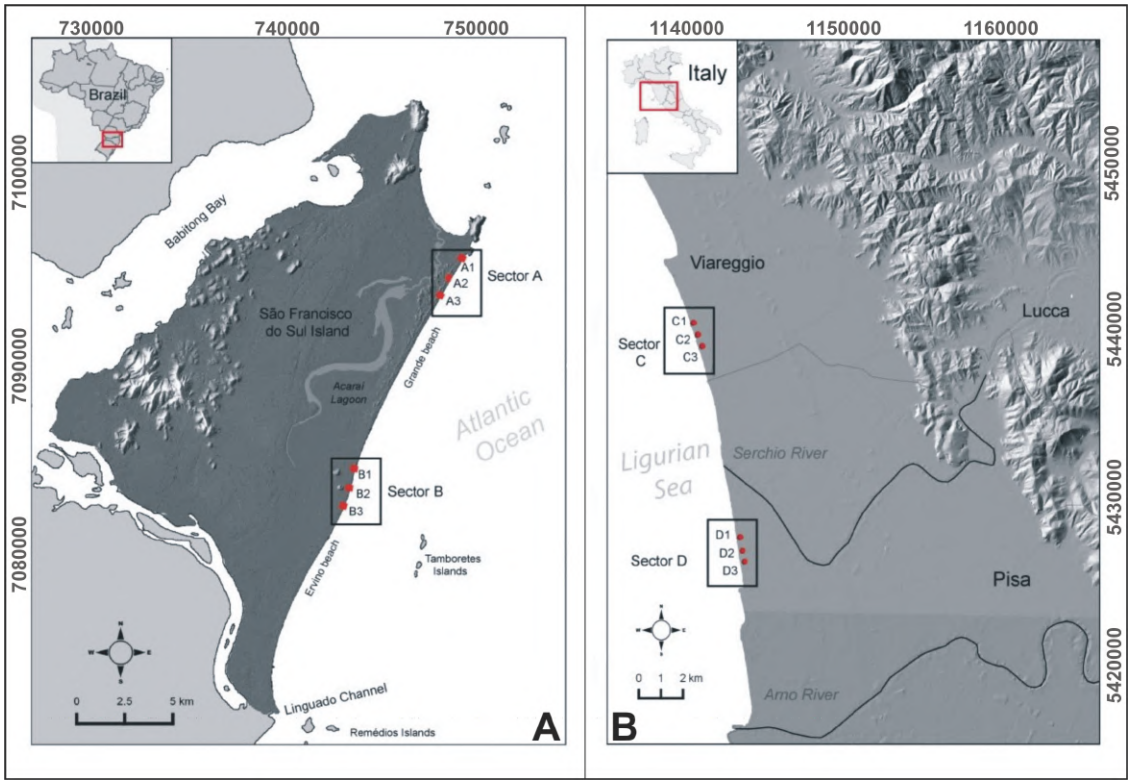 730000
740000
750000
Brazil
7100000
7090000
7080000
Babitong Bay
A1
A2
A3
Sector A
São Francisco
do Sul Island
Grande beach
Acaraí
Lagoon
Atlantic
Ocean
B1
B2
B3
Sector B
Ervino beach
Tamboretes
Islands
N
W
E
S
0
2.5
5 km
Linguado Channel
Remédios Islands
A
1140000
1150000
1160000
Italy
5450000
5440000
5430000
5420000
Viareggio
Lucca
C1
C2
C3
Sector
C
Ligurian
Sea
Serchio River
D1
D2
D3
Sector D
Pisa
N
W
E
S
0
1
2 km
Arno River
B